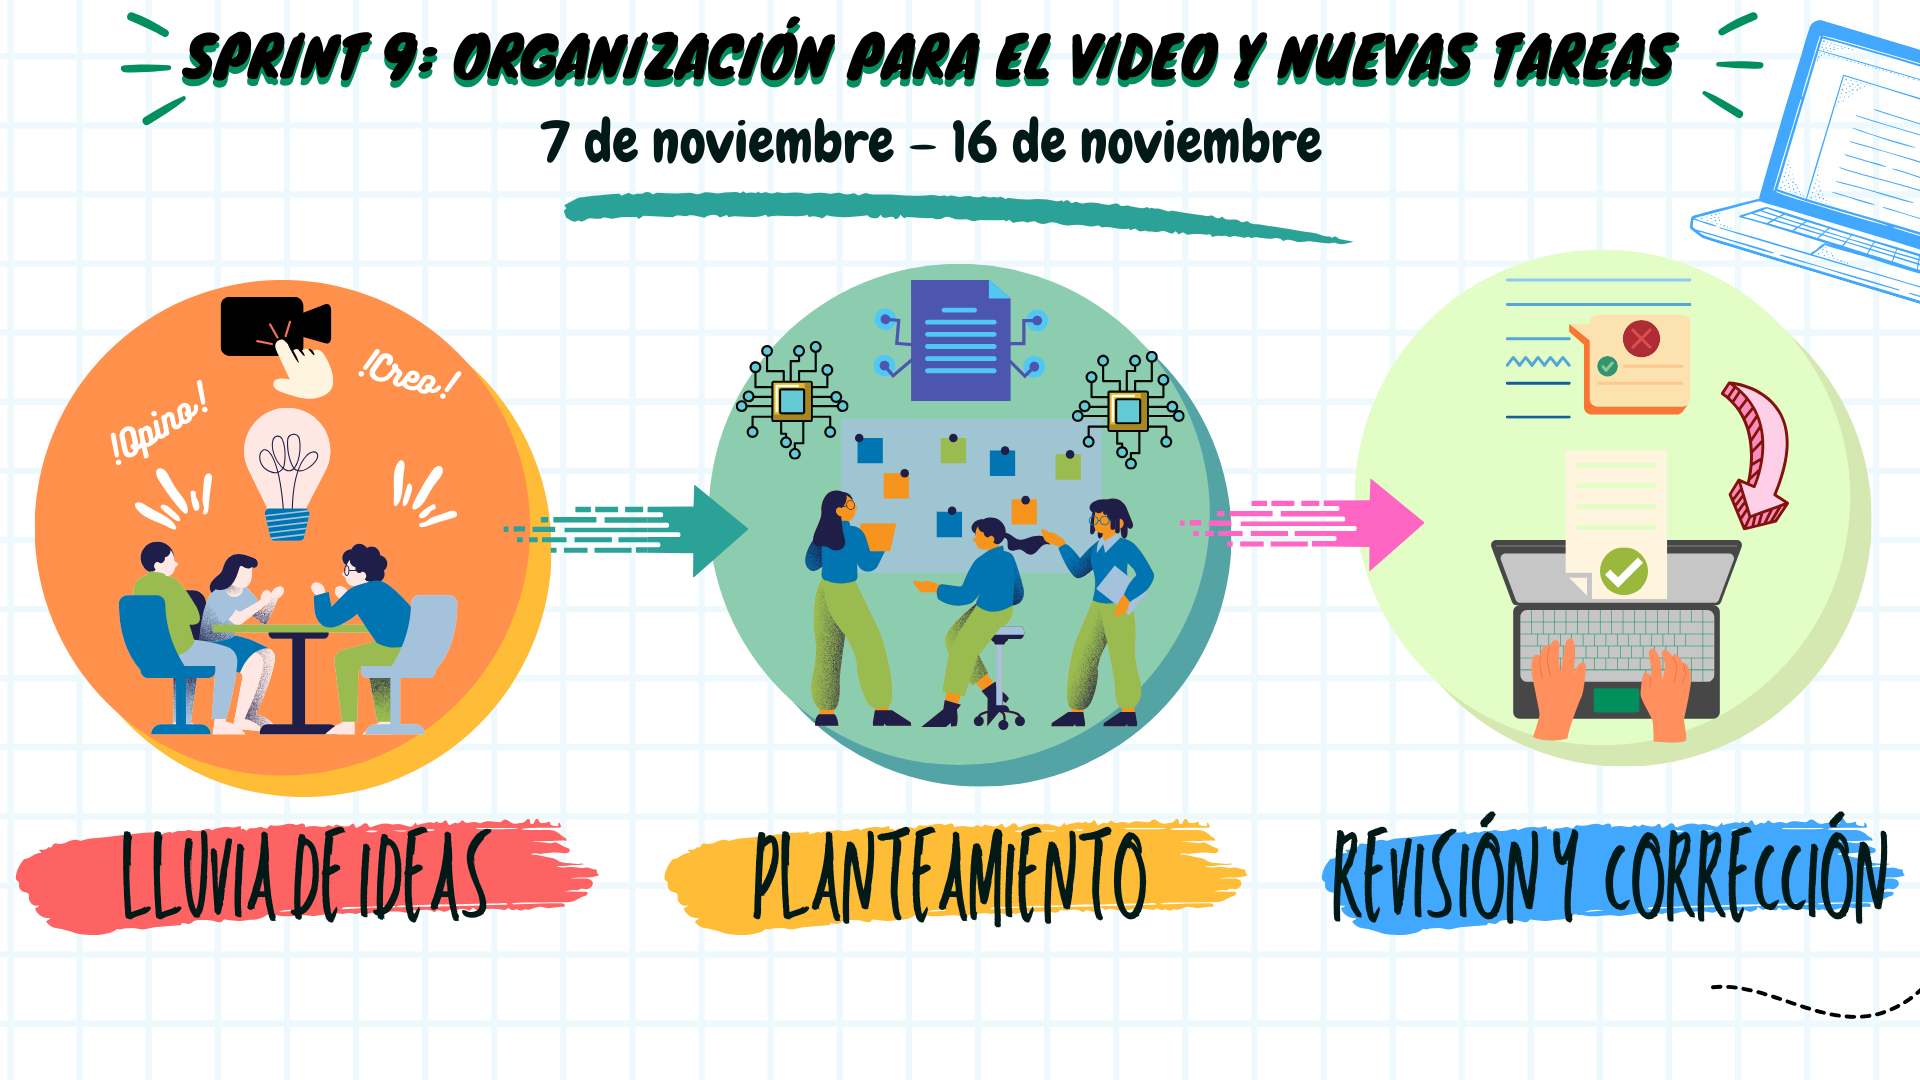 SPRINT 9: ORGANIZACIÓN PARA EL VIDEO Y NUEVAS TAREAS
7 de noviembre – 16 de noviembre
!Opino!
!Creo!
LLUVIA DE IDEAS
PLANTEAMIENTO
REVISIÓN Y CORRECCIÓN